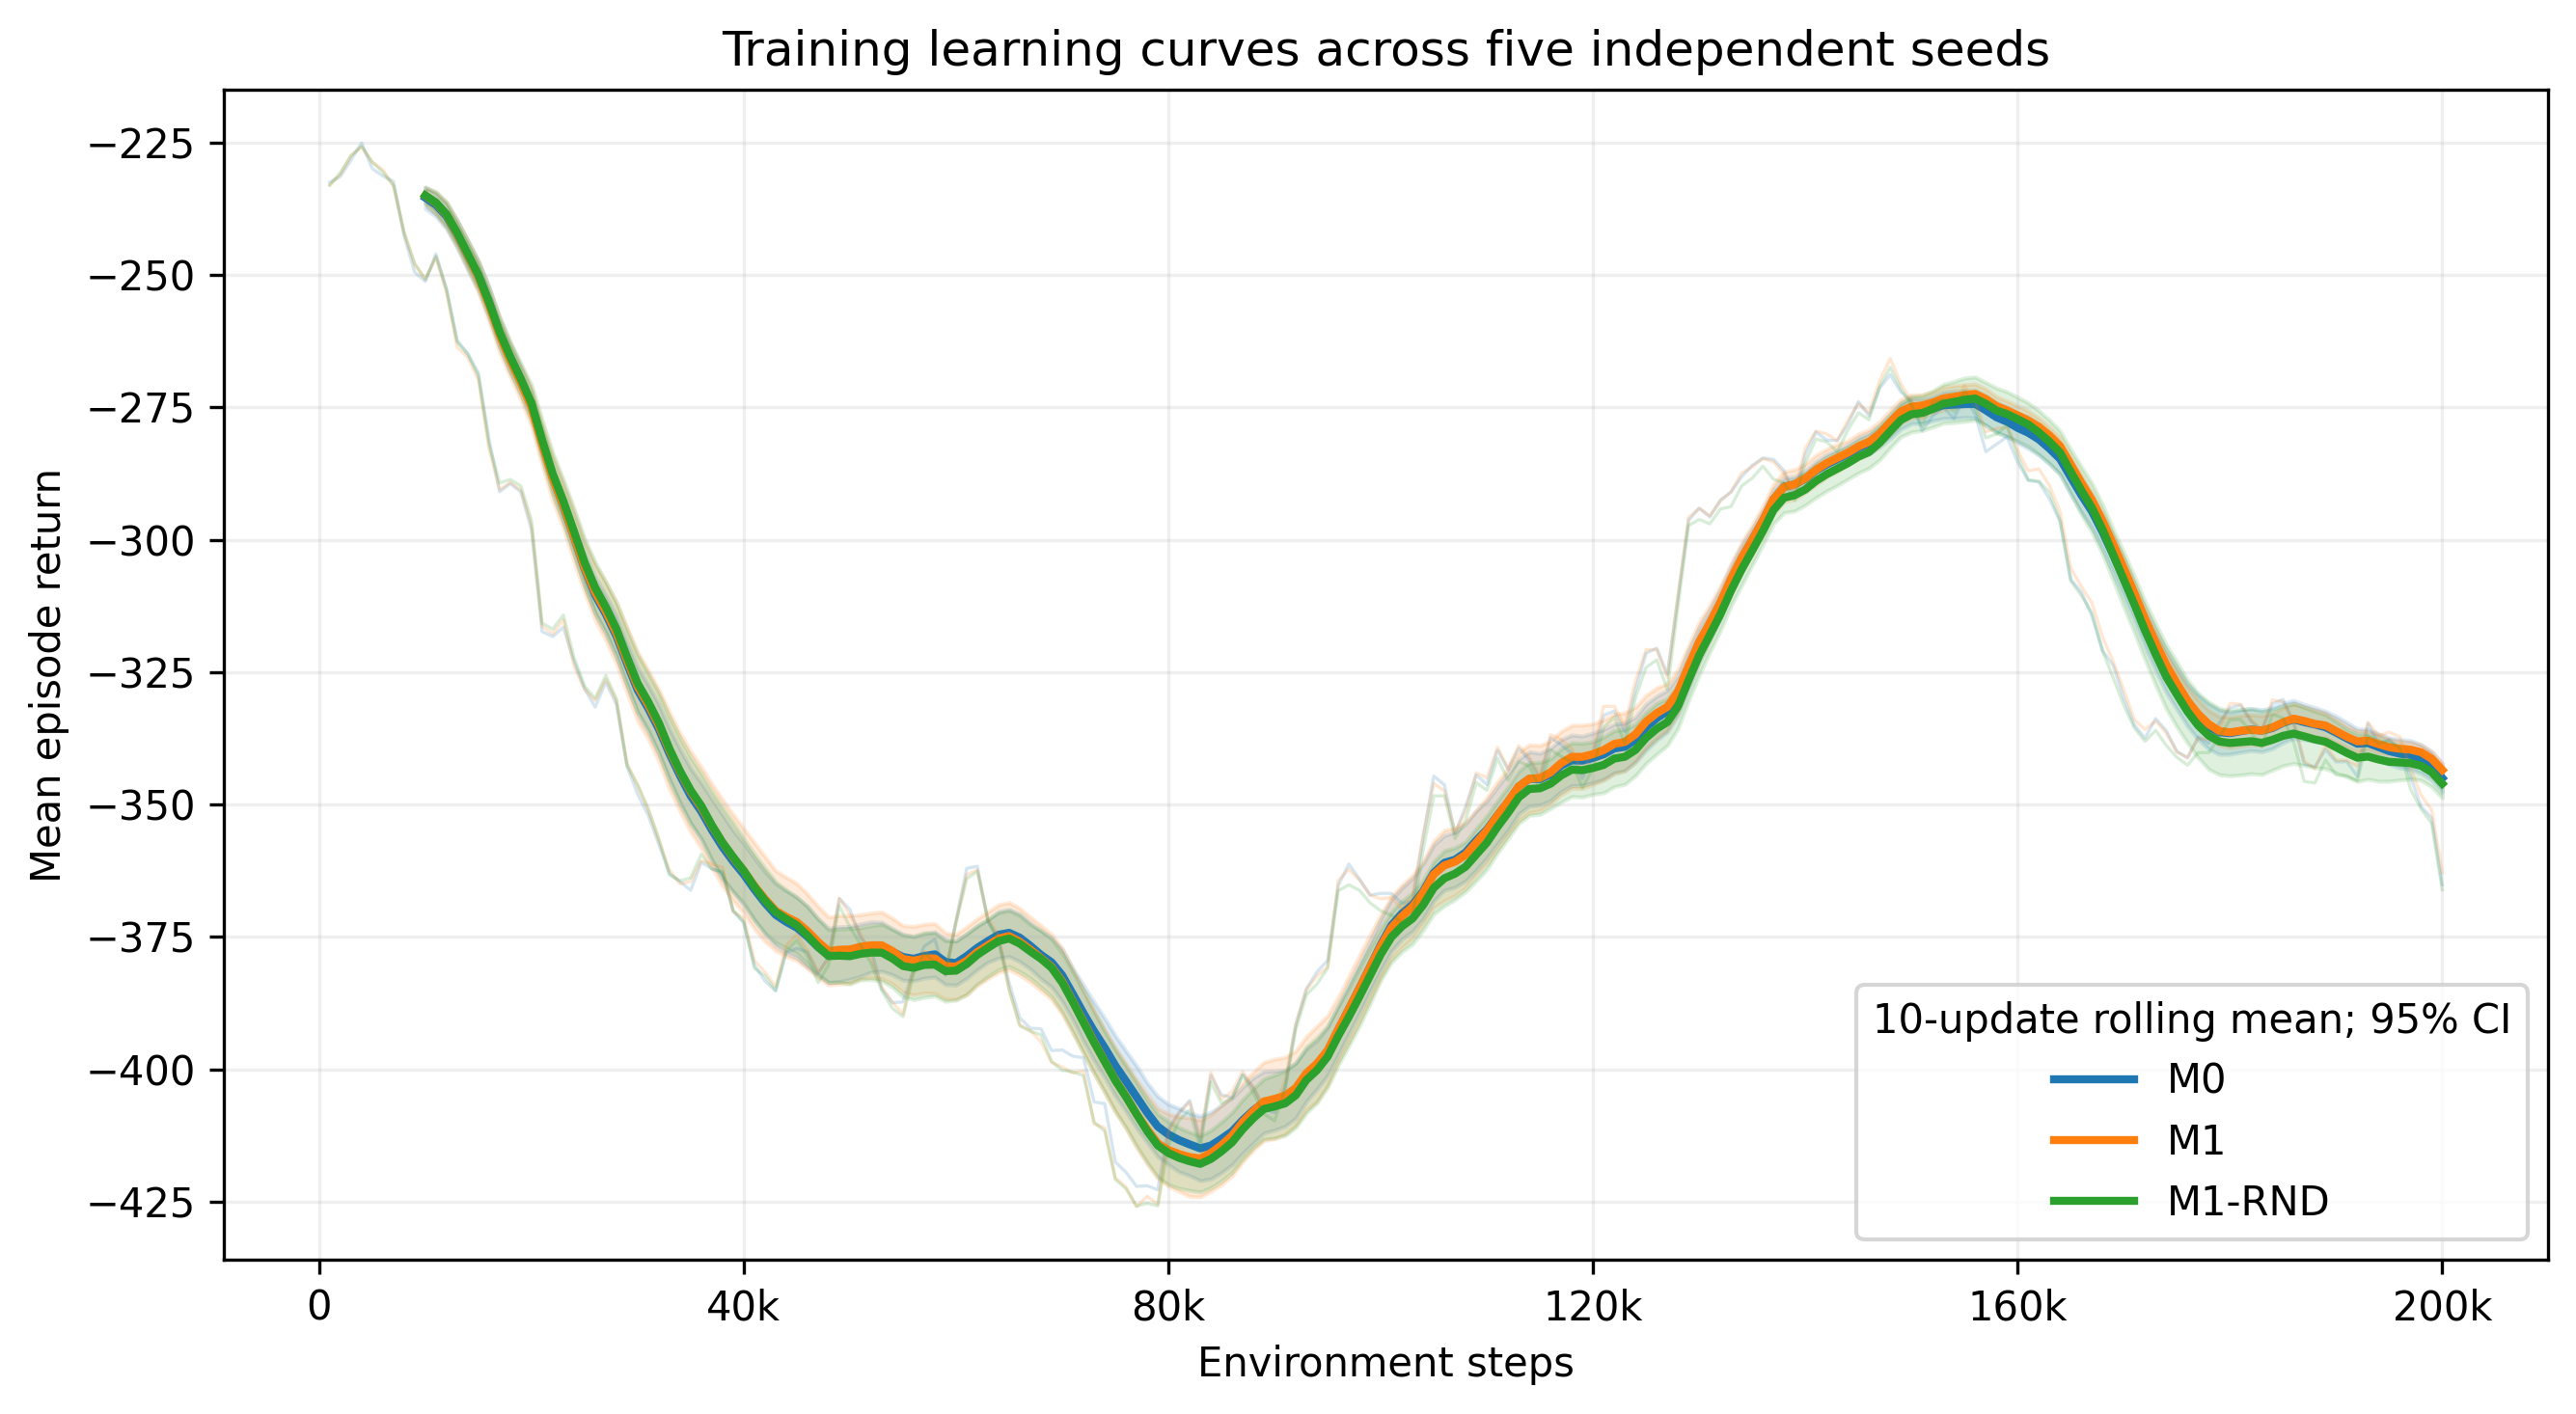 Training learning curves across five independent seeds
Mean episode return
−225
−250
−275
−300
−325
−350
−375
−400
−425
10-update rolling mean; 95% CI
M0
M1
M1-RND
0
40k
80k
120k
160k
200k
Environment steps